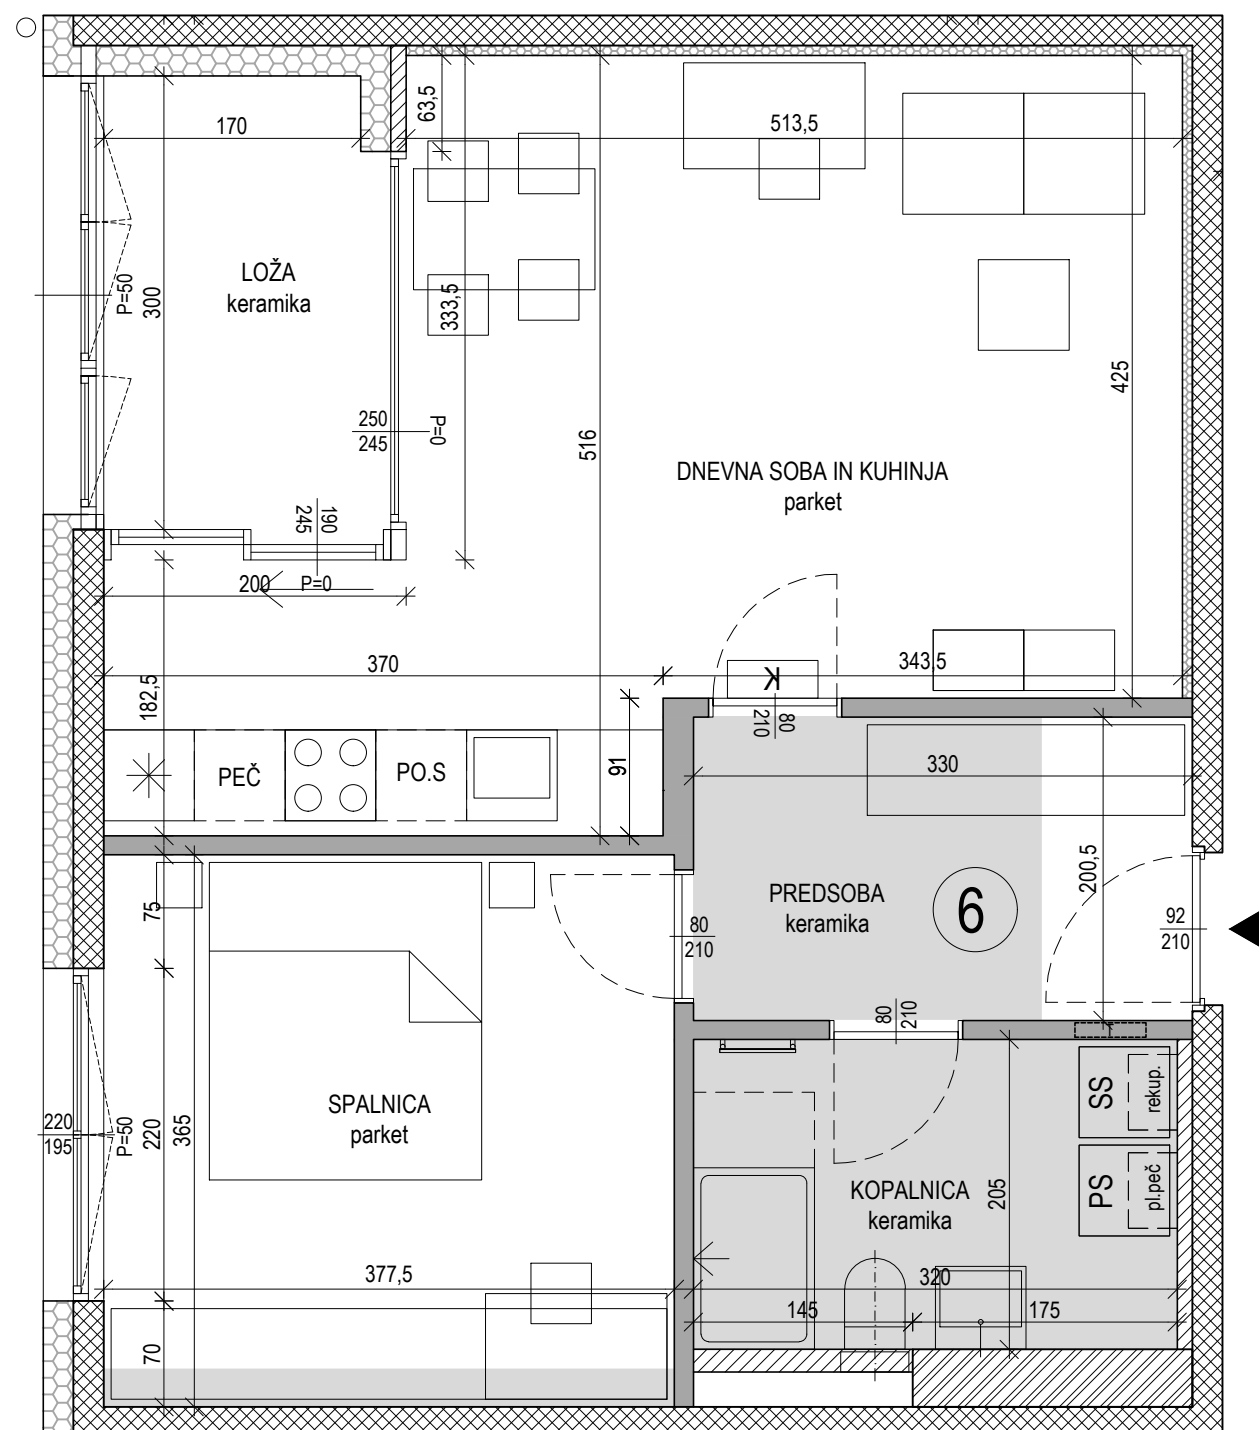 170
63,5
513,5
LOŽA
keramika
P=50
300
333,5
425
250
245
P=0
516
DNEVNA SOBA IN KUHINJA
parket
190
245
200
P=0
370
343,5
182,5
K
80
210
PEČ
PO.S
91
330
200,5
75
80
210
PREDSOBA
keramika
6
92
210
80
210
SPALNICA
parket
220
195
P=50
220
365
SS
rekup.
PS
pl.peč
KOPALNICA
keramika
205
377,5
320
145
175
70